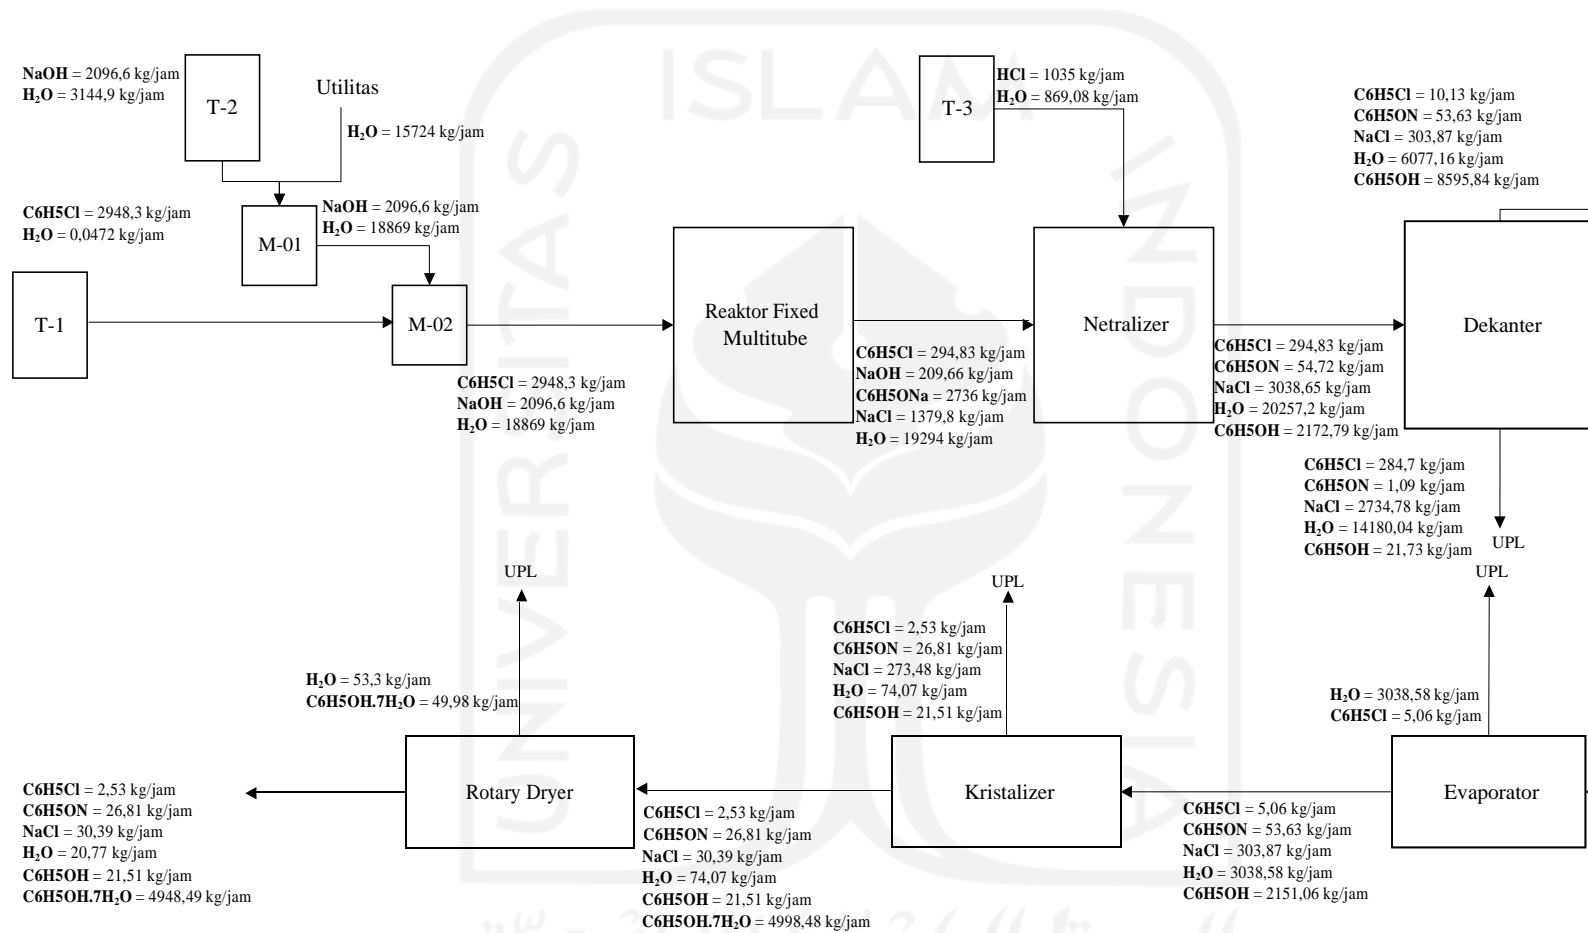 NaOH = 2096,6 kg/jam
H₂O = 3144,9 kg/jam
T-2
Utilitas
H₂O = 15724 kg/jam
T-3
HCl = 1035 kg/jam
H₂O = 869,08 kg/jam
C6H5Cl = 10,13 kg/jam
C6H5ON = 53,63 kg/jam
NaCl = 303,87 kg/jam
H₂O = 6077,16 kg/jam
C6H5OH = 8595,84 kg/jam
C6H5Cl = 2948,3 kg/jam
H₂O = 0,0472 kg/jam
M-01
NaOH = 2096,6 kg/jam
H₂O = 18869 kg/jam
T-1
M-02
C6H5Cl = 2948,3 kg/jam
NaOH = 2096,6 kg/jam
H₂O = 18869 kg/jam
Reaktor Fixed
Multitube
C6H5Cl = 294,83 kg/jam
NaOH = 209,66 kg/jam
C6H5ONa = 2736 kg/jam
NaCl = 1379,8 kg/jam
H₂O = 19294 kg/jam
Netralizer
C6H5Cl = 294,83 kg/jam
C6H5ON = 54,72 kg/jam
NaCl = 3038,65 kg/jam
H₂O = 20257,2 kg/jam
C6H5OH = 2172,79 kg/jam
Dekanter
C6H5Cl = 284,7 kg/jam
C6H5ON = 1,09 kg/jam
NaCl = 2734,78 kg/jam
H₂O = 14180,04 kg/jam
C6H5OH = 21,73 kg/jam
UPL
UPL
H₂O = 3038,58 kg/jam
C6H5Cl = 5,06 kg/jam
Evaporator
C6H5Cl = 5,06 kg/jam
C6H5ON = 53,63 kg/jam
NaCl = 303,87 kg/jam
H₂O = 3038,58 kg/jam
C6H5OH = 2151,06 kg/jam
UPL
C6H5Cl = 2,53 kg/jam
C6H5ON = 26,81 kg/jam
NaCl = 273,48 kg/jam
H₂O = 74,07 kg/jam
C6H5OH = 21,51 kg/jam
Kristalizer
C6H5Cl = 2,53 kg/jam
C6H5ON = 26,81 kg/jam
NaCl = 30,39 kg/jam
H₂O = 74,07 kg/jam
C6H5OH = 21,51 kg/jam
C6H5OH.7H₂O = 4998,48 kg/jam
UPL
H₂O = 53,3 kg/jam
C6H5OH.7H₂O = 49,98 kg/jam
Rotary Dryer
C6H5Cl = 2,53 kg/jam
C6H5ON = 26,81 kg/jam
NaCl = 30,39 kg/jam
H₂O = 20,77 kg/jam
C6H5OH = 21,51 kg/jam
C6H5OH.7H₂O = 4948,49 kg/jam
UNIVERSITAS
ISLAM
INDONESIA